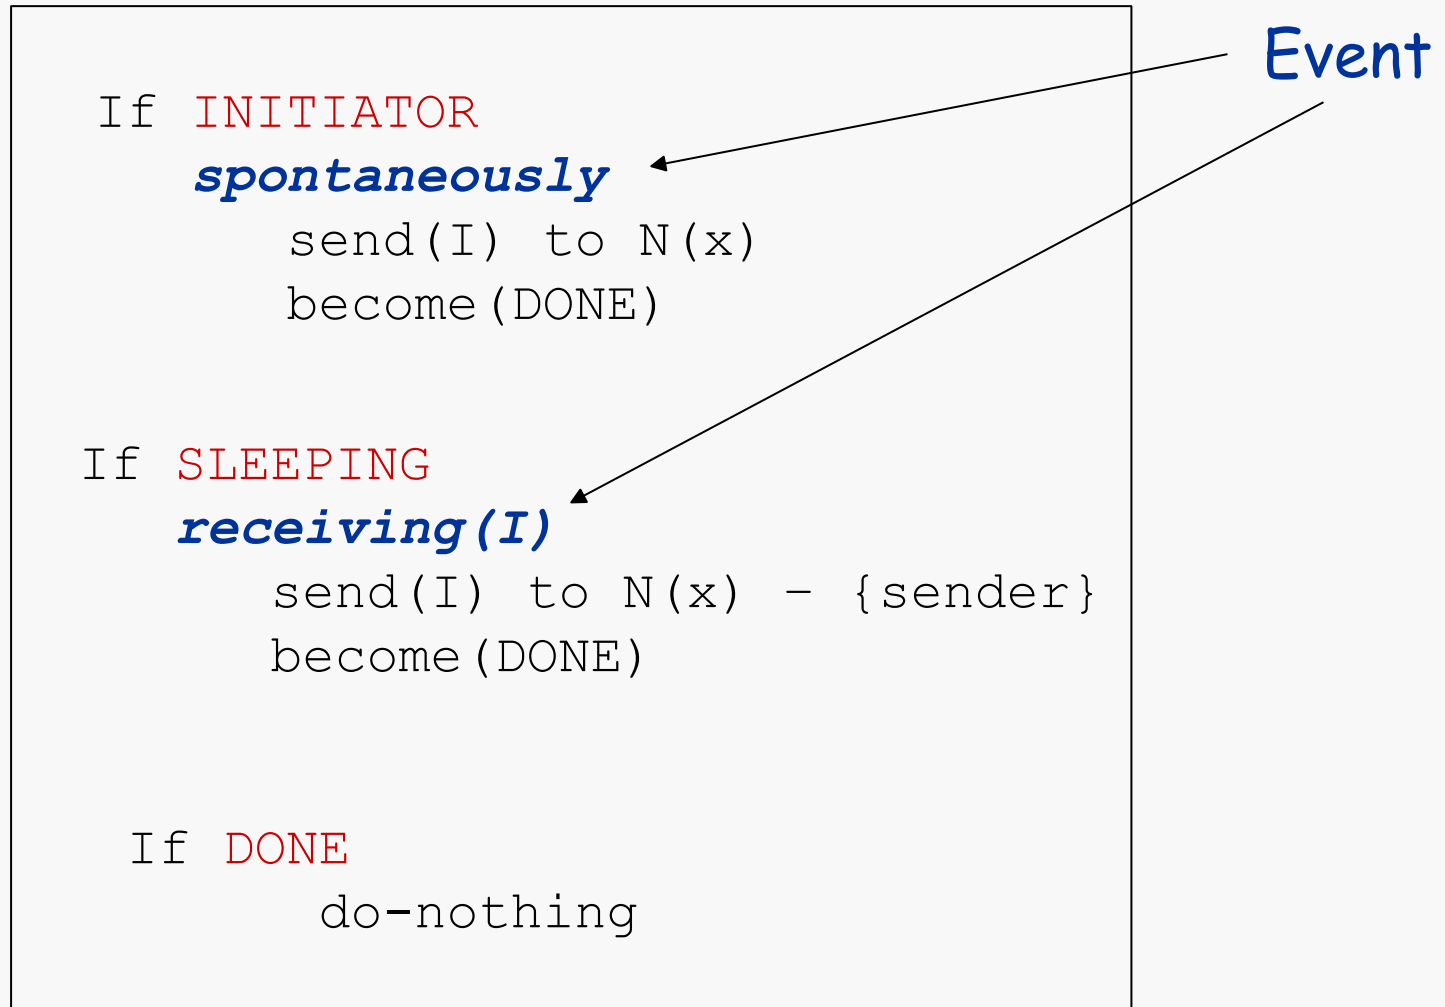 Event
If INITIATOR
spontaneously
send(I) to N(x)
become(DONE)
If SLEEPING
receiving(I)
send(I) to N(x) – {sender}
become(DONE)
If DONE
do-nothing